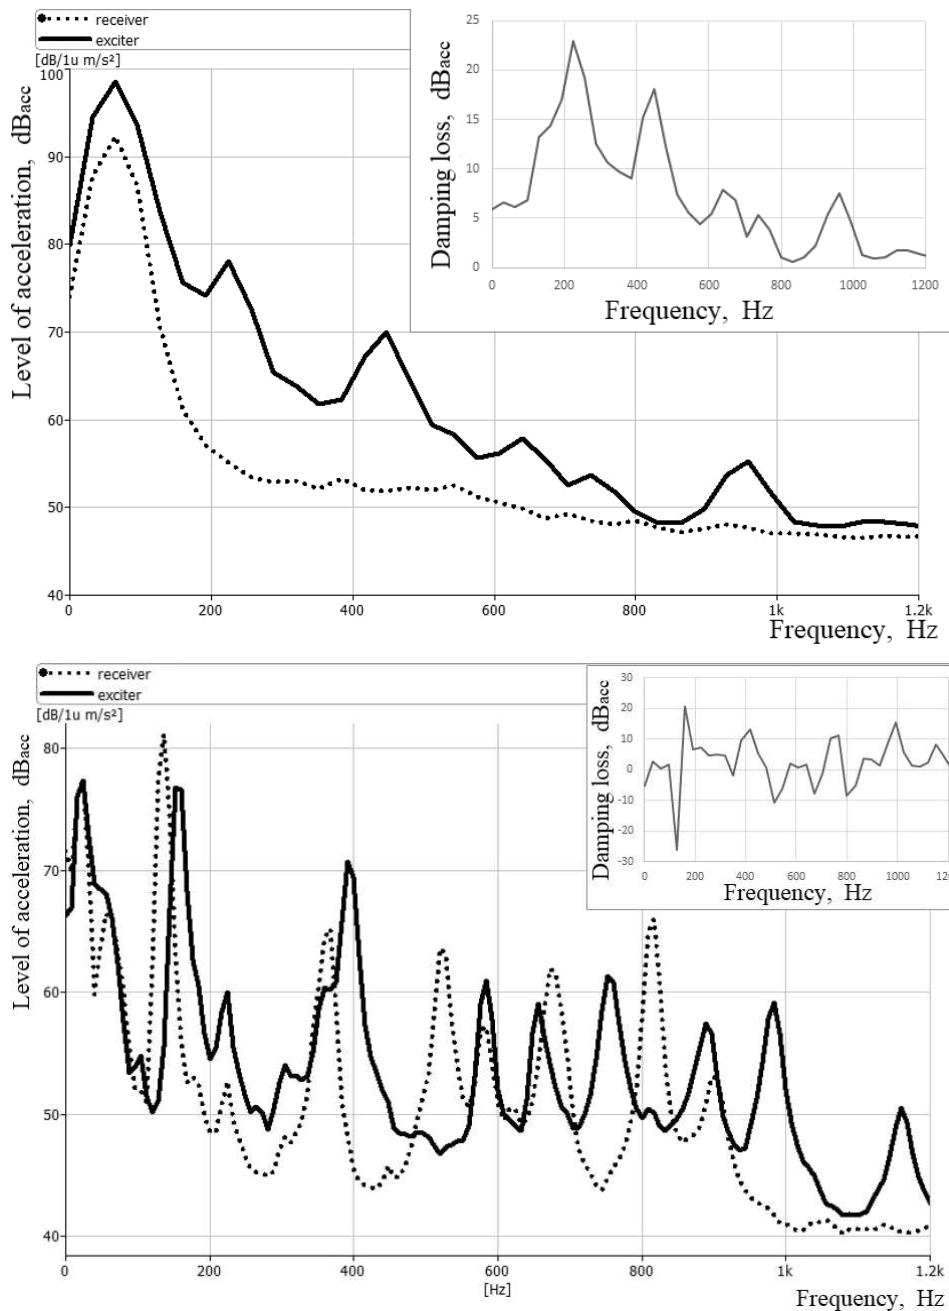 receiver
exciter
[dB/1u m/s²]
Level of acceleration, dBacc
100
90
80
70
60
50
40
0
200
400
600
800
1k
1.2k
Frequency, Hz
Damping loss, dBacc
25
20
15
10
5
0
0
200
400
600
800
1000
1200
Frequency, Hz
receiver
exciter
[dB/1u m/s²]
Level of acceleration, dBacc
80
70
60
50
40
0
200
400
600
800
1k
1.2k
[Hz]
Frequency, Hz
Damping loss, dBacc
30
20
10
0
-10
-20
-30
0
200
400
600
800
1000
120
Frequency, Hz